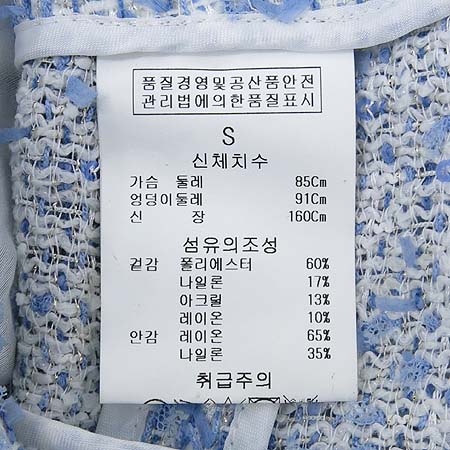 품질경영및공산품안전
관리법에의한품질표시
S
신체치수
가슴 둘레 85Cm
엉덩이둘레 91Cm
신 장 160Cm
섬유의조성
겉감 폴리에스터 60%
나일론 17%
아크릴 13%
레이온 10%
안감 레이온 65%
나일론 35%
취급주의